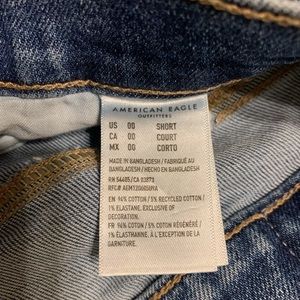 AMERICAN EAGLE
OUTFITTERS
US 00 SHORT
CA 00 COURT
MX 00 CORTO
MADE IN BANGLADESH / FABRIQUÉ AU
BANGLADESH / HECHO EN BANGLADESH
RN 54485/CA 03873
EN 94% COTTON / 5% RECYCLED COTTON /
1% ELASTANE, EXCLUSIVE OF
DECORATION.
FR 94% COTON / 5% COTON RÉGÉNÉRÉ /
1% ÉLASTHANNE. À L'EXCEPTION DE LA
GARNITURE.